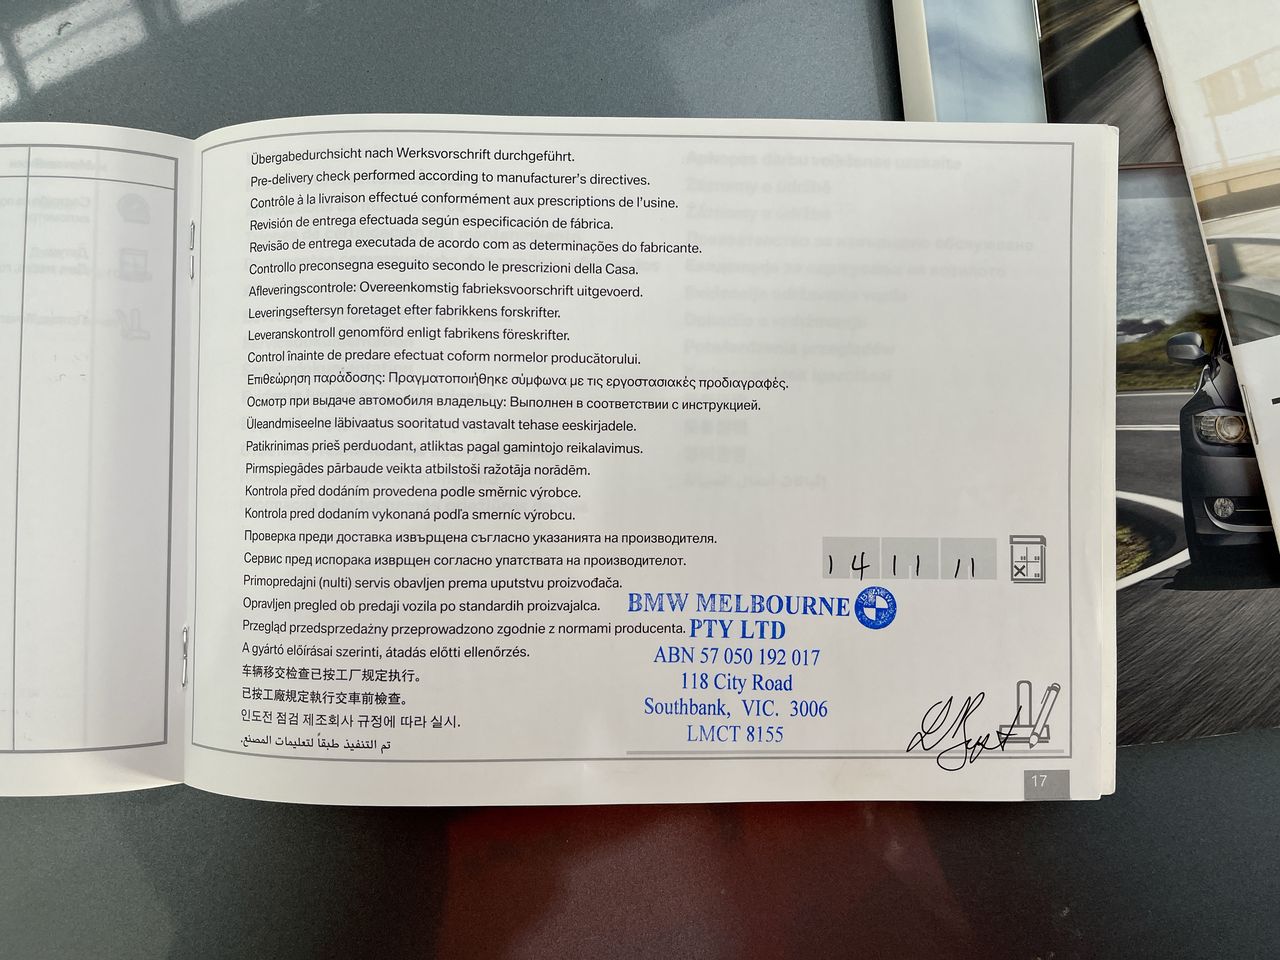 Übergabedurchsicht nach Werksvorschrift durchgeführt.
Pre-delivery check performed according to manufacturer's directives.
Contrôle à la livraison effectué conformément aux prescriptions de l'usine.
Revisión de entrega efectuada según especificación de fábrica.
Revisão de entrega executada de acordo com as determinações do fabricante.
Controllo preconsegna eseguito secondo le prescrizioni della Casa.
Afleveringscontrole: Overeenkomstig fabrieksvoorschrift uitgevoerd.
Leveringseftersyn foretaget efter fabrikkens forskrifter.
Leveranskontroll genomförd enligt fabrikens föreskrifter.
Control înainte de predare efectuat coform normelor producătorului.
Επιθεώρηση παράδοσης: Πραγματοποιήθηκε σύμφωνα με τις εργοστασιακές προδιαγραφές.
Осмотр при выдаче автомобиля владельцу: Выполнен в соответствии с инструкцией.
Üleandmiseelne läbivaatus sooritatud vastavalt tehase eeskirjadele.
Patikrinimas prieš perduodant, atliktas pagal gamintojo reikalavimus.
Pirmspiegādes pārbaude veikta atbilstoši ražotāja norādēm.
Kontrola před dodáním provedena podle směrnic výrobce.
Kontrola pred dodaním vykonaná podľa smerníc výrobcu.
Проверка преди доставка извършена съгласно указанията на производителя.
Сервис пред испорака изврщен согласно упатствата на производителот.
Primopredajni (nulti) servis obavljen prema uputstvu proizvođača.
Opravljen pregled ob predaji vozila po standardih proizvajalca.
Przegląd przedsprzedażny przeprowadzono zgodnie z normami producenta.
A gyártó előírásai szerinti, átadás előtti ellenőrzés.
车辆移交检查已按工厂规定执行。
已按工廠規定執行交車前檢查。
인도전 점검 제조회사 규정에 따라 실시.
تم التنفيذ طبقاً لتعليمات المصنع.
14 11 11
BMW MELBOURNE
PTY LTD
ABN 57 050 192 017
118 City Road
Southbank, VIC. 3006
LMCT 8155
17